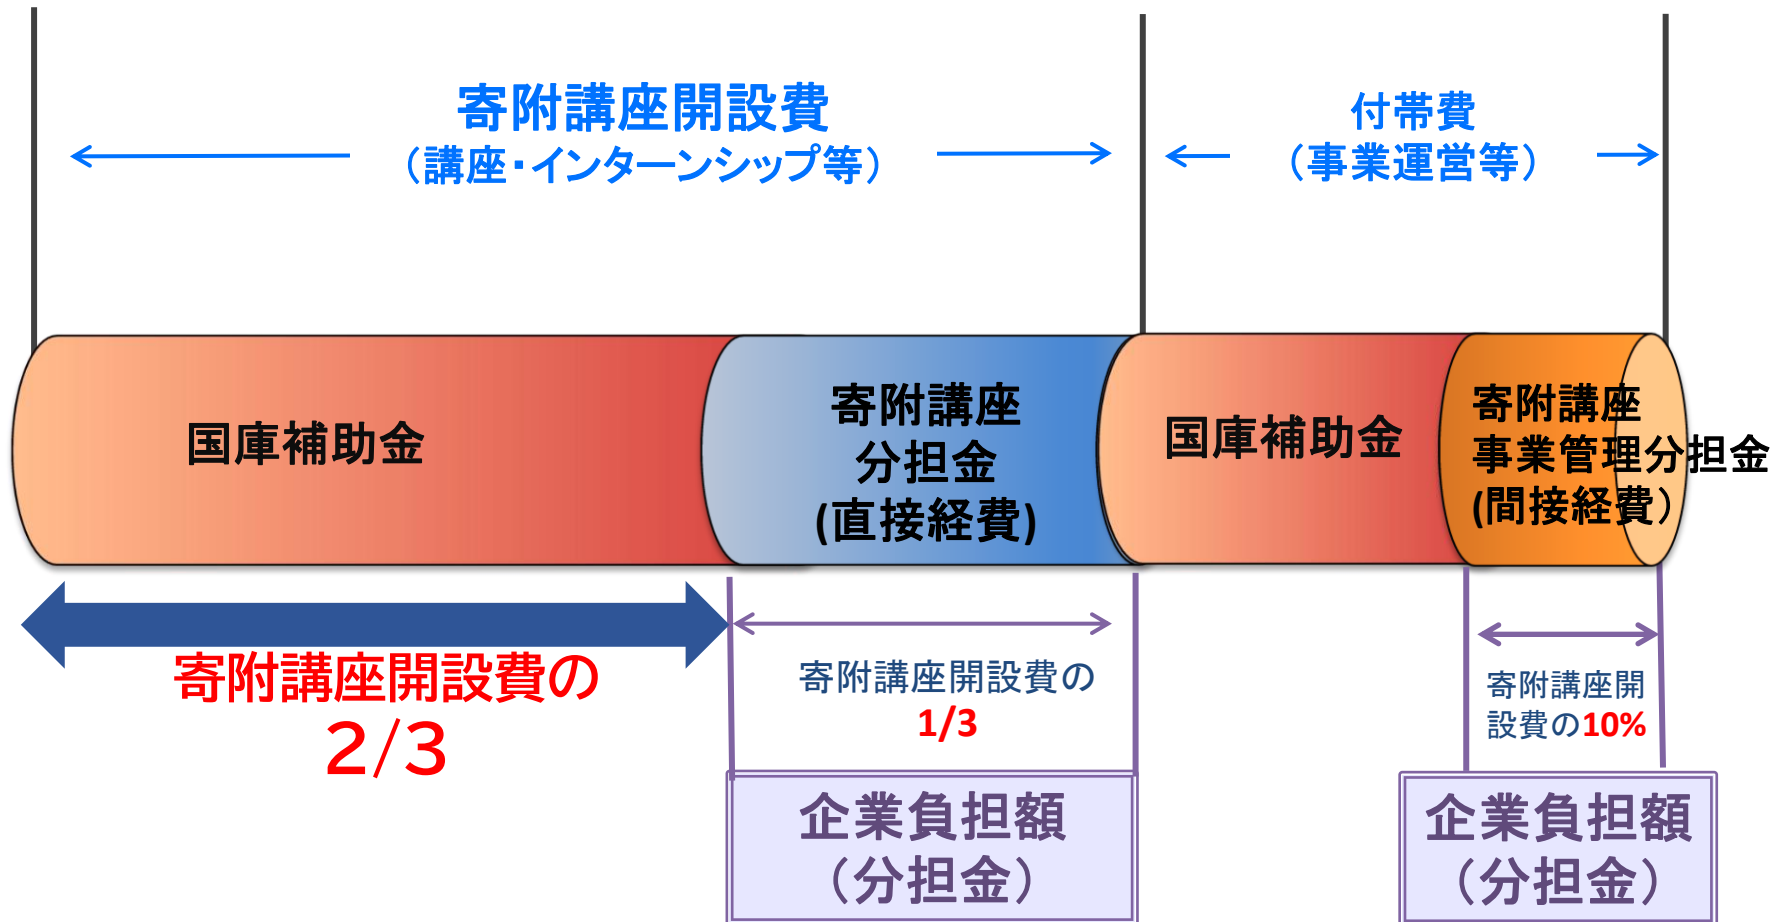 寄附講座開設費
（講座・インターンシップ等）
付帯費
（事業運営等）
国庫補助金
寄附講座
分担金
(直接経費)
国庫補助金
寄附講座
事業管理分担金
(間接経費）
寄附講座開設費の
2/3
寄附講座開設費の
1/3
寄附講座開
設費の10%
企業負担額
（分担金）
企業負担額
（分担金）